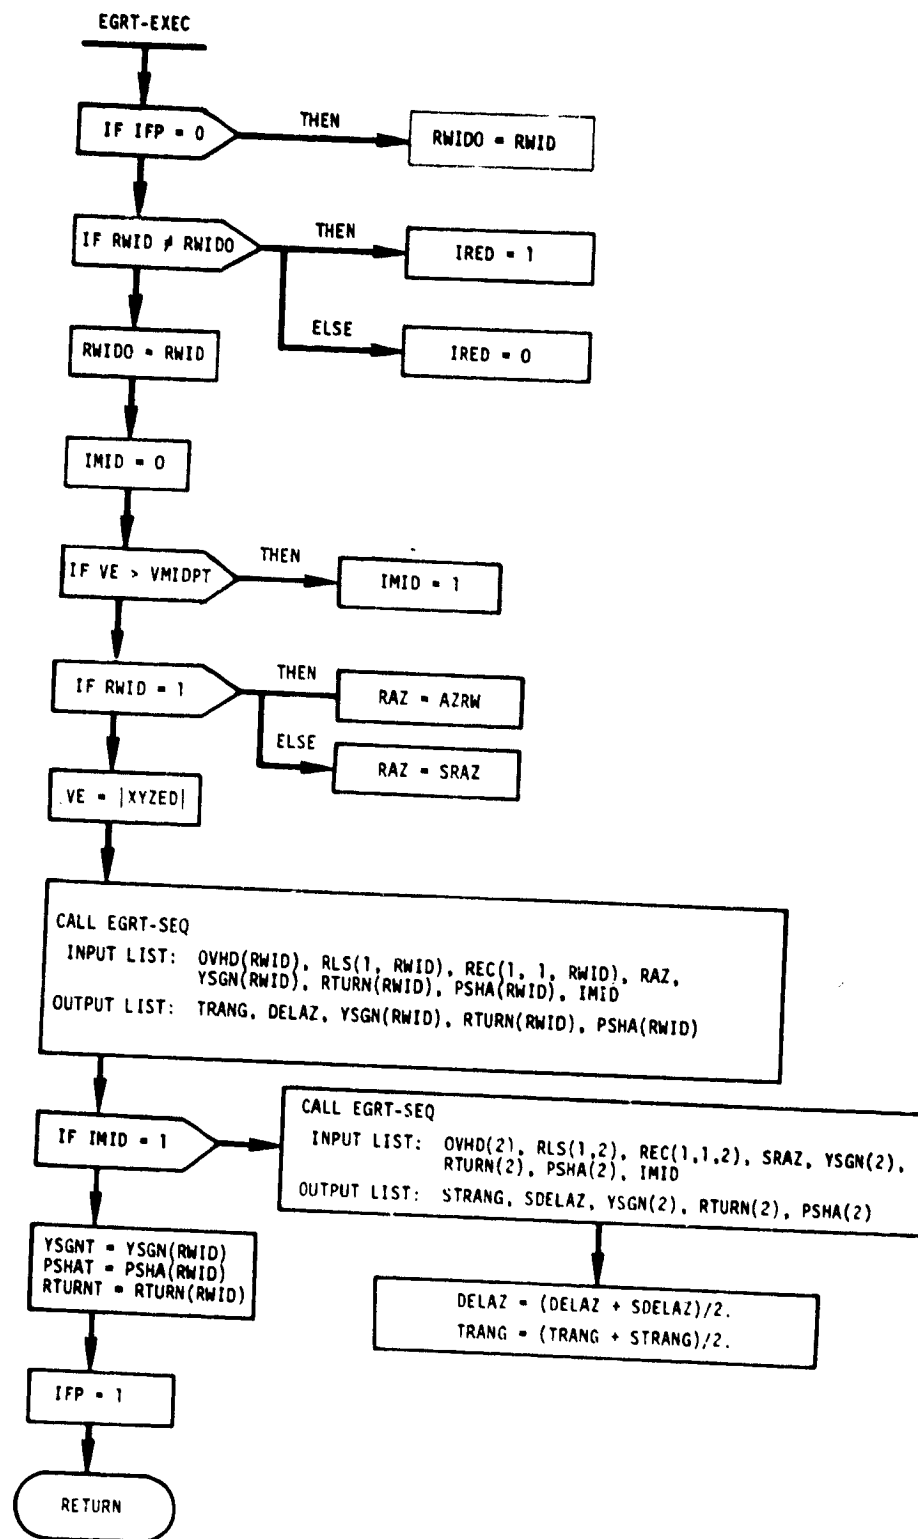 EGRT-EXEC
IF IFP = 0
THEN
RWIDO = RWID
IF RWID ≠ RWIDO
THEN
IRED = 1
ELSE
IRED = 0
RWIDO = RWID
IMID = 0
IF VE > VMIDPT
THEN
IMID = 1
IF RWID = 1
THEN
RAZ = AZRW
ELSE
RAZ = SRAZ
VE = |XYZED|
CALL EGRT-SEQ
INPUT LIST: OVHD(RWID), RLS(1, RWID), REC(1, 1, RWID), RAZ,
YSGN(RWID), RTURN(RWID), PSHA(RWID), IMID
OUTPUT LIST: TRANG, DELAZ, YSGN(RWID), RTURN(RWID), PSHA(RWID)
IF IMID = 1
CALL EGRT-SEQ
INPUT LIST: OVHD(2), RLS(1,2), REC(1,1,2), SRAZ, YSGN(2),
RTURN(2), PSHA(2), IMID
OUTPUT LIST: STRANG, SDELAZ, YSGN(2), RTURN(2), PSHA(2)
DELAZ = (DELAZ + SDELAZ)/2.
TRANG = (TRANG + STRANG)/2.
YSGNT = YSGN(RWID)
PSHAT = PSHA(RWID)
RTURNT = RTURN(RWID)
IFP = 1
RETURN